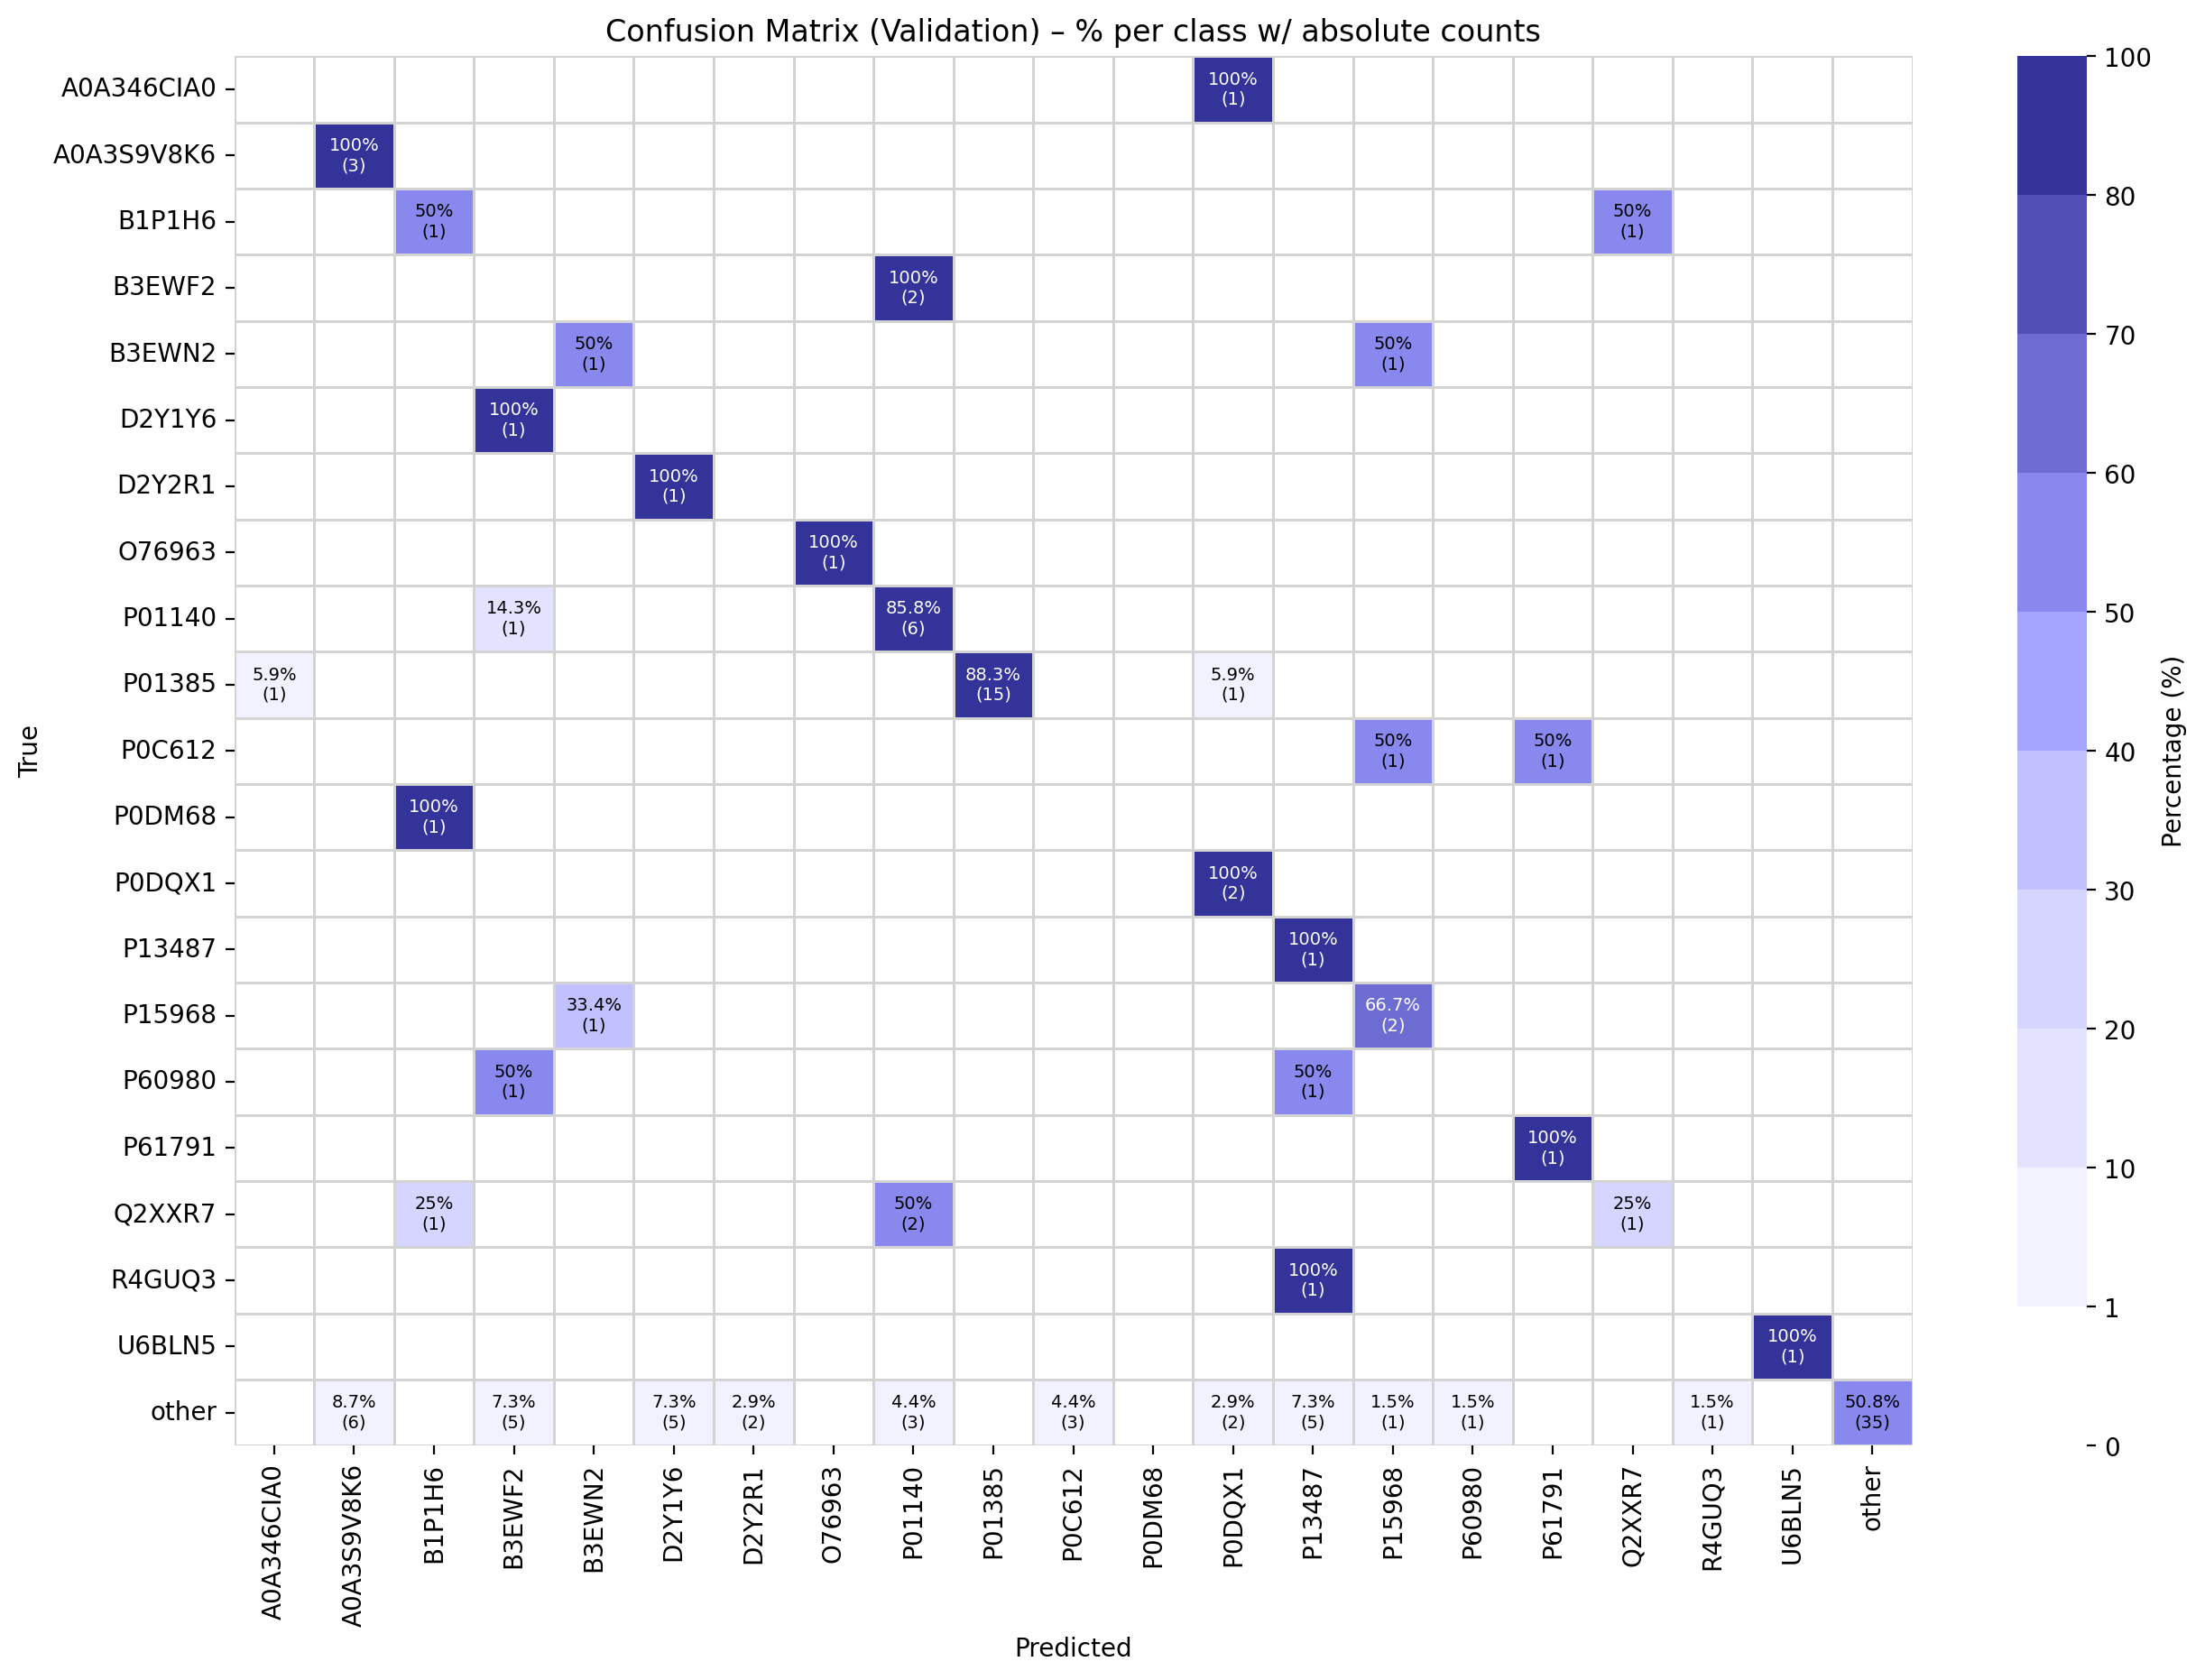 Confusion Matrix (Validation) – % per class w/ absolute counts
A0A346CIA0
100%
(1)
A0A3S9V8K6
100%
(3)
B1P1H6
50%
(1)
50%
(1)
B3EWF2
100%
(2)
B3EWN2
50%
(1)
50%
(1)
D2Y1Y6
100%
(1)
D2Y2R1
100%
(1)
O76963
100%
(1)
P01140
14.3%
(1)
85.8%
(6)
P01385
5.9%
(1)
88.3%
(15)
5.9%
(1)
P0C612
50%
(1)
50%
(1)
P0DM68
100%
(1)
P0DQX1
100%
(2)
P13487
100%
(1)
P15968
33.4%
(1)
66.7%
(2)
P60980
50%
(1)
50%
(1)
P61791
100%
(1)
Q2XXR7
25%
(1)
50%
(2)
25%
(1)
R4GUQ3
100%
(1)
U6BLN5
100%
(1)
other
8.7%
(6)
7.3%
(5)
7.3%
(5)
2.9%
(2)
4.4%
(3)
4.4%
(3)
2.9%
(2)
7.3%
(5)
1.5%
(1)
1.5%
(1)
1.5%
(1)
50.8%
(35)
True
A0A346CIA0
A0A3S9V8K6
B1P1H6
B3EWF2
B3EWN2
D2Y1Y6
D2Y2R1
O76963
P01140
P01385
P0C612
P0DM68
P0DQX1
P13487
P15968
P60980
P61791
Q2XXR7
R4GUQ3
U6BLN5
other
Predicted
100
80
70
60
50
40
30
20
10
1
0
Percentage (%)